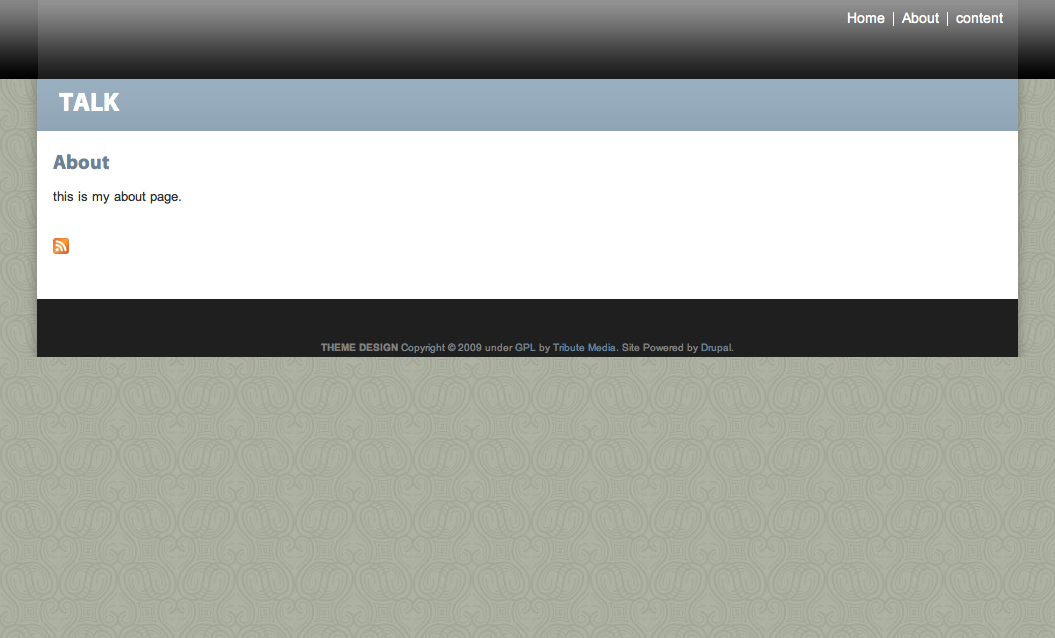 Home | About | content
TALK
About
this is my about page.
THEME DESIGN Copyright © 2009 under GPL by Tribute Media. Site Powered by Drupal.